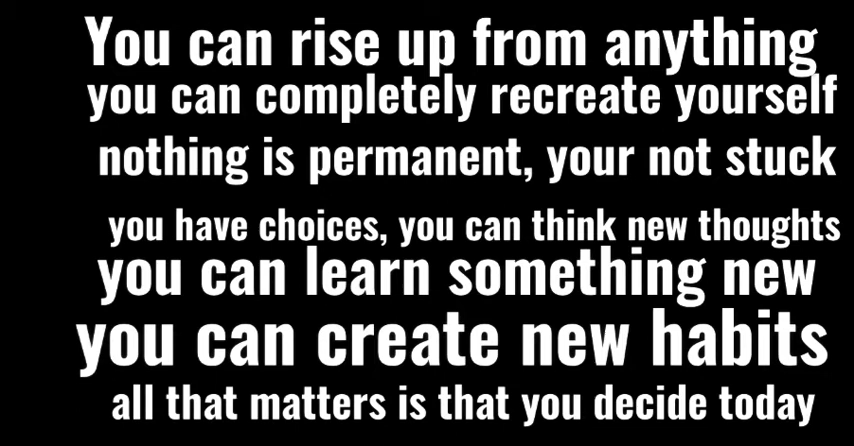 You can rise up from anything
you can completely recreate yourself
nothing is permanent, your not stuck
you have choices, you can think new thoughts
you can learn something new
you can create new habits
all that matters is that you decide today